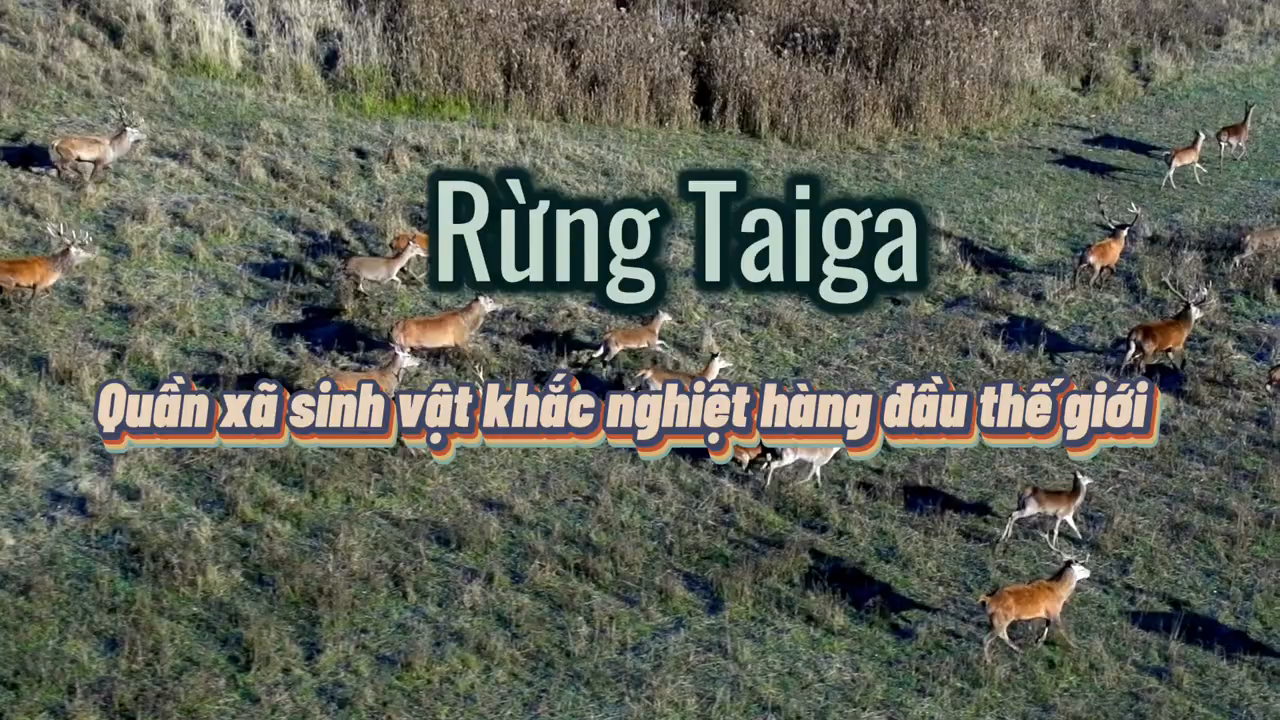 Rừng Taiga
Quần xã sinh vật khắc nghiệt hàng đầu thế giới